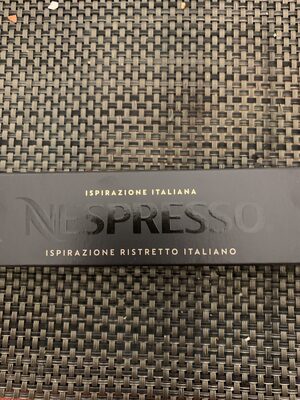 ISPIRAZIONE ITALIANA
NESPRESSO
ISPIRAZIONE RISTRETTO ITALIANO